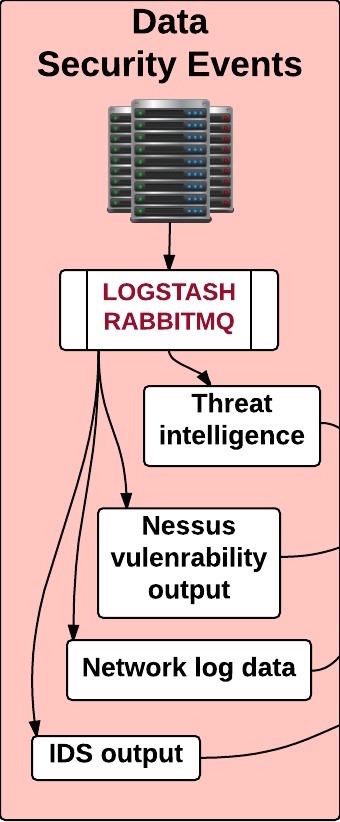 Data
Security Events
LOGSTASH
RABBITMQ
Threat
intelligence
Nessus
vulenrability
output
Network log data
IDS output